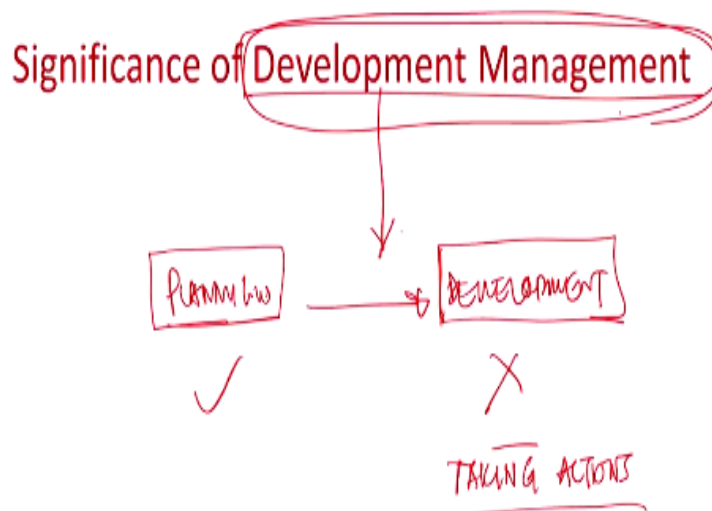 Significance of Development Management
PLANNING DEVELOPMENT
TAKING ACTIONS